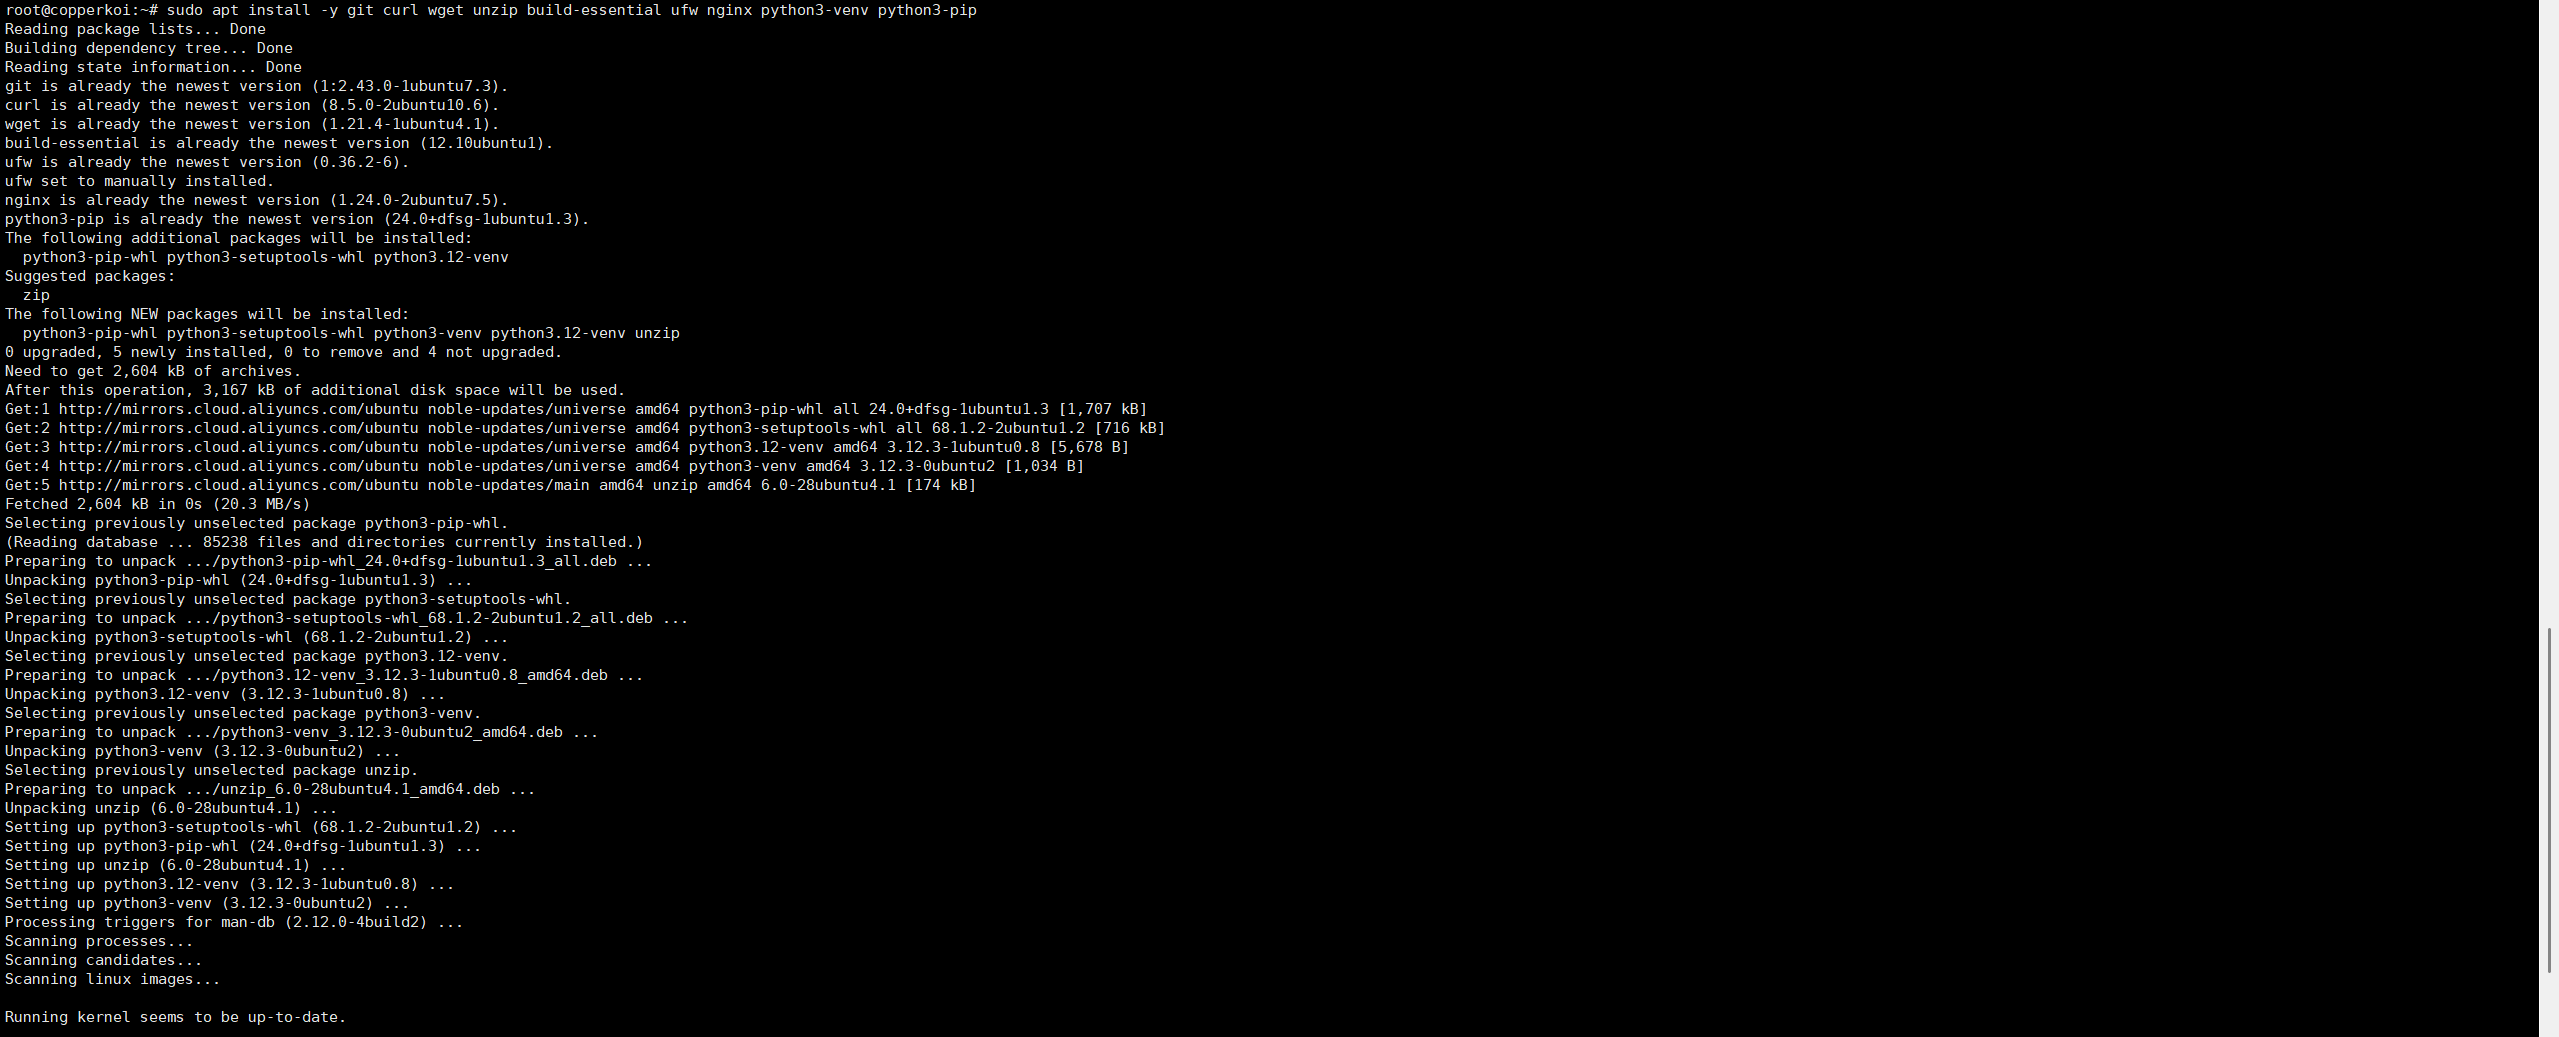 root@copperkoi:~# sudo apt install -y git curl wget unzip build-essential ufw nginx python3-venv python3-pip
Reading package lists... Done
Building dependency tree... Done
Reading state information... Done
git is already the newest version (1:2.43.0-1ubuntu7.3).
curl is already the newest version (8.5.0-2ubuntu10.6).
wget is already the newest version (1.21.4-1ubuntu4.1).
build-essential is already the newest version (12.10ubuntu1).
ufw is already the newest version (0.36.2-6).
ufw set to manually installed.
nginx is already the newest version (1.24.0-2ubuntu7.5).
python3-pip is already the newest version (24.0+dfsg-1ubuntu1.3).
The following additional packages will be installed:
  python3-pip-whl python3-setuptools-whl python3.12-venv
Suggested packages:
  zip
The following NEW packages will be installed:
  python3-pip-whl python3-setuptools-whl python3-venv python3.12-venv unzip
0 upgraded, 5 newly installed, 0 to remove and 4 not upgraded.
Need to get 2,604 kB of archives.
After this operation, 3,167 kB of additional disk space will be used.
Get:1 http://mirrors.cloud.aliyuncs.com/ubuntu noble-updates/universe amd64 python3-pip-whl all 24.0+dfsg-1ubuntu1.3 [1,707 kB]
Get:2 http://mirrors.cloud.aliyuncs.com/ubuntu noble-updates/universe amd64 python3-setuptools-whl all 68.1.2-2ubuntu1.2 [716 kB]
Get:3 http://mirrors.cloud.aliyuncs.com/ubuntu noble-updates/universe amd64 python3.12-venv amd64 3.12.3-1ubuntu0.8 [5,678 B]
Get:4 http://mirrors.cloud.aliyuncs.com/ubuntu noble-updates/universe amd64 python3-venv amd64 3.12.3-0ubuntu2 [1,034 B]
Get:5 http://mirrors.cloud.aliyuncs.com/ubuntu noble-updates/main amd64 unzip amd64 6.0-28ubuntu4.1 [174 kB]
Fetched 2,604 kB in 0s (20.3 MB/s)
Selecting previously unselected package python3-pip-whl.
(Reading database ... 85238 files and directories currently installed.)
Preparing to unpack .../python3-pip-whl_24.0+dfsg-1ubuntu1.3_all.deb ...
Unpacking python3-pip-whl (24.0+dfsg-1ubuntu1.3) ...
Selecting previously unselected package python3-setuptools-whl.
Preparing to unpack .../python3-setuptools-whl_68.1.2-2ubuntu1.2_all.deb ...
Unpacking python3-setuptools-whl (68.1.2-2ubuntu1.2) ...
Selecting previously unselected package python3.12-venv.
Preparing to unpack .../python3.12-venv_3.12.3-1ubuntu0.8_amd64.deb ...
Unpacking python3.12-venv (3.12.3-1ubuntu0.8) ...
Selecting previously unselected package python3-venv.
Preparing to unpack .../python3-venv_3.12.3-0ubuntu2_amd64.deb ...
Unpacking python3-venv (3.12.3-0ubuntu2) ...
Selecting previously unselected package unzip.
Preparing to unpack .../unzip_6.0-28ubuntu4.1_amd64.deb ...
Unpacking unzip (6.0-28ubuntu4.1) ...
Setting up python3-setuptools-whl (68.1.2-2ubuntu1.2) ...
Setting up python3-pip-whl (24.0+dfsg-1ubuntu1.3) ...
Setting up unzip (6.0-28ubuntu4.1) ...
Setting up python3.12-venv (3.12.3-1ubuntu0.8) ...
Setting up python3-venv (3.12.3-0ubuntu2) ...
Processing triggers for man-db (2.12.0-4build2) ...
Scanning processes...
Scanning candidates...
Scanning linux images...
Running kernel seems to be up-to-date.